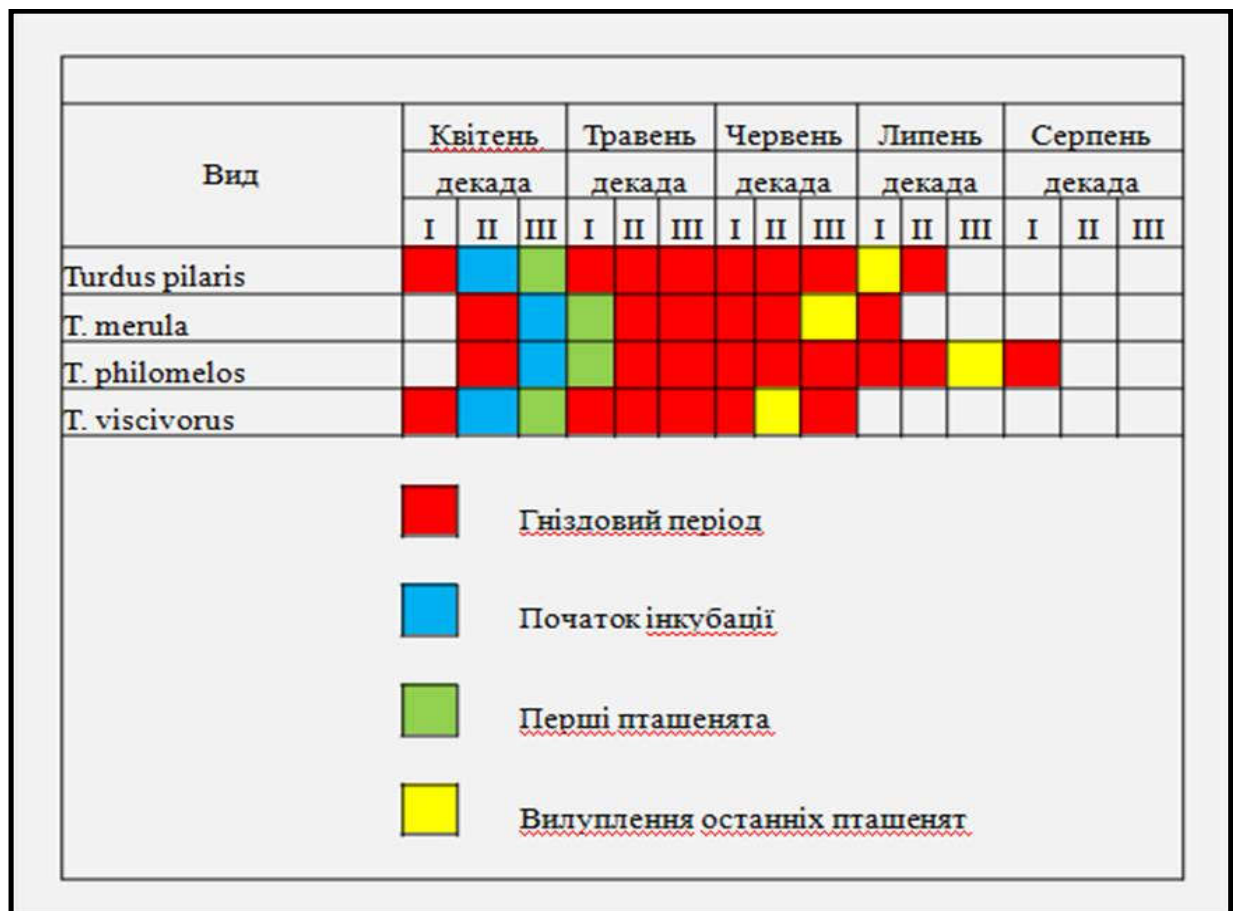 Вид
Квітень Травень Червень Липень Серпень
декада декада декада декада декада
I II III I II III I II III I II III I II III
Turdus pilaris
T. merula
T. philomelos
T. viscivorus
Гніздовий період
Початок інкубації
Перші пташенята
Вилуплення останніх пташенят